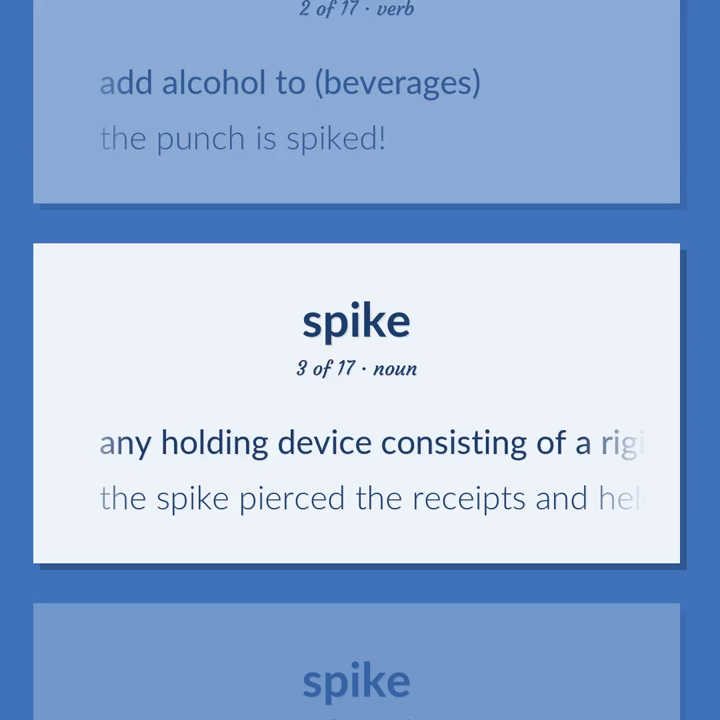 2 of 17 · verb
add alcohol to (beverages)
the punch is spiked!
spike
3 of 17 · noun
any holding device consisting of a
the spike pierced the receipts and
spike